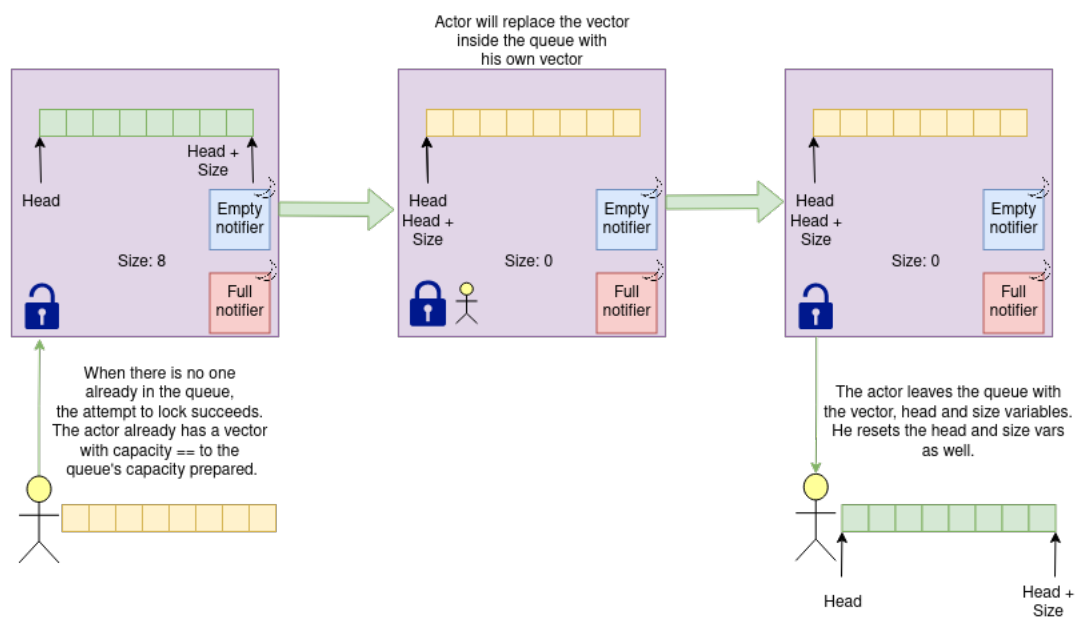 Actor will replace the vector
inside the queue with
his own vector
Head
Head +
Size
Empty
notifier
Size: 8
Full
notifier
Head
Head +
Size
Empty
notifier
Size: 0
Full
notifier
Head
Head +
Size
Empty
notifier
Size: 0
Full
notifier
When there is no one
already in the queue,
the attempt to lock succeeds.
The actor already has a vector
with capacity == to the
queue's capacity prepared.
The actor leaves the queue with
the vector, head and size variables.
He resets the head and size vars
as well.
Head
Head +
Size